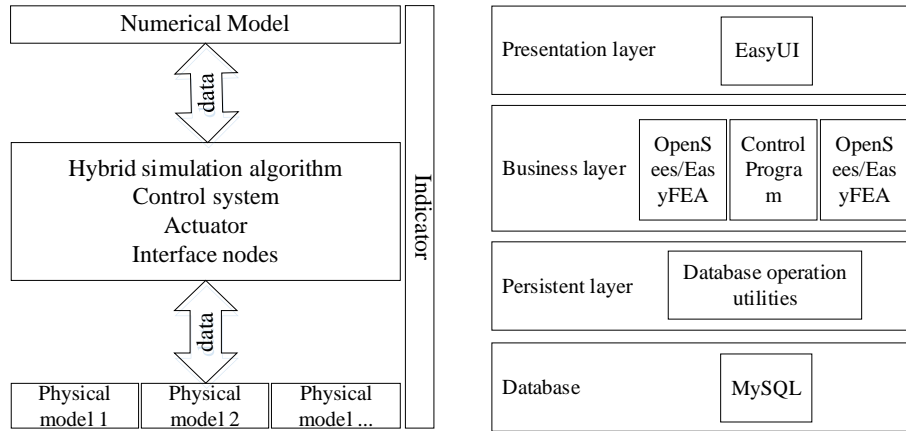 Numerical Model
data
Hybrid simulation algorithm
Control system
Actuator
Interface nodes
data
Physical
model 1
Physical
model 2
Physical
model ...
Indicator
Presentation layer
EasyUI
Business layer
OpenS
ees/Eas
yFEA
Control
Progra
m
OpenS
ees/Eas
yFEA
Persistent layer
Database operation
utilities
Database
MySQL